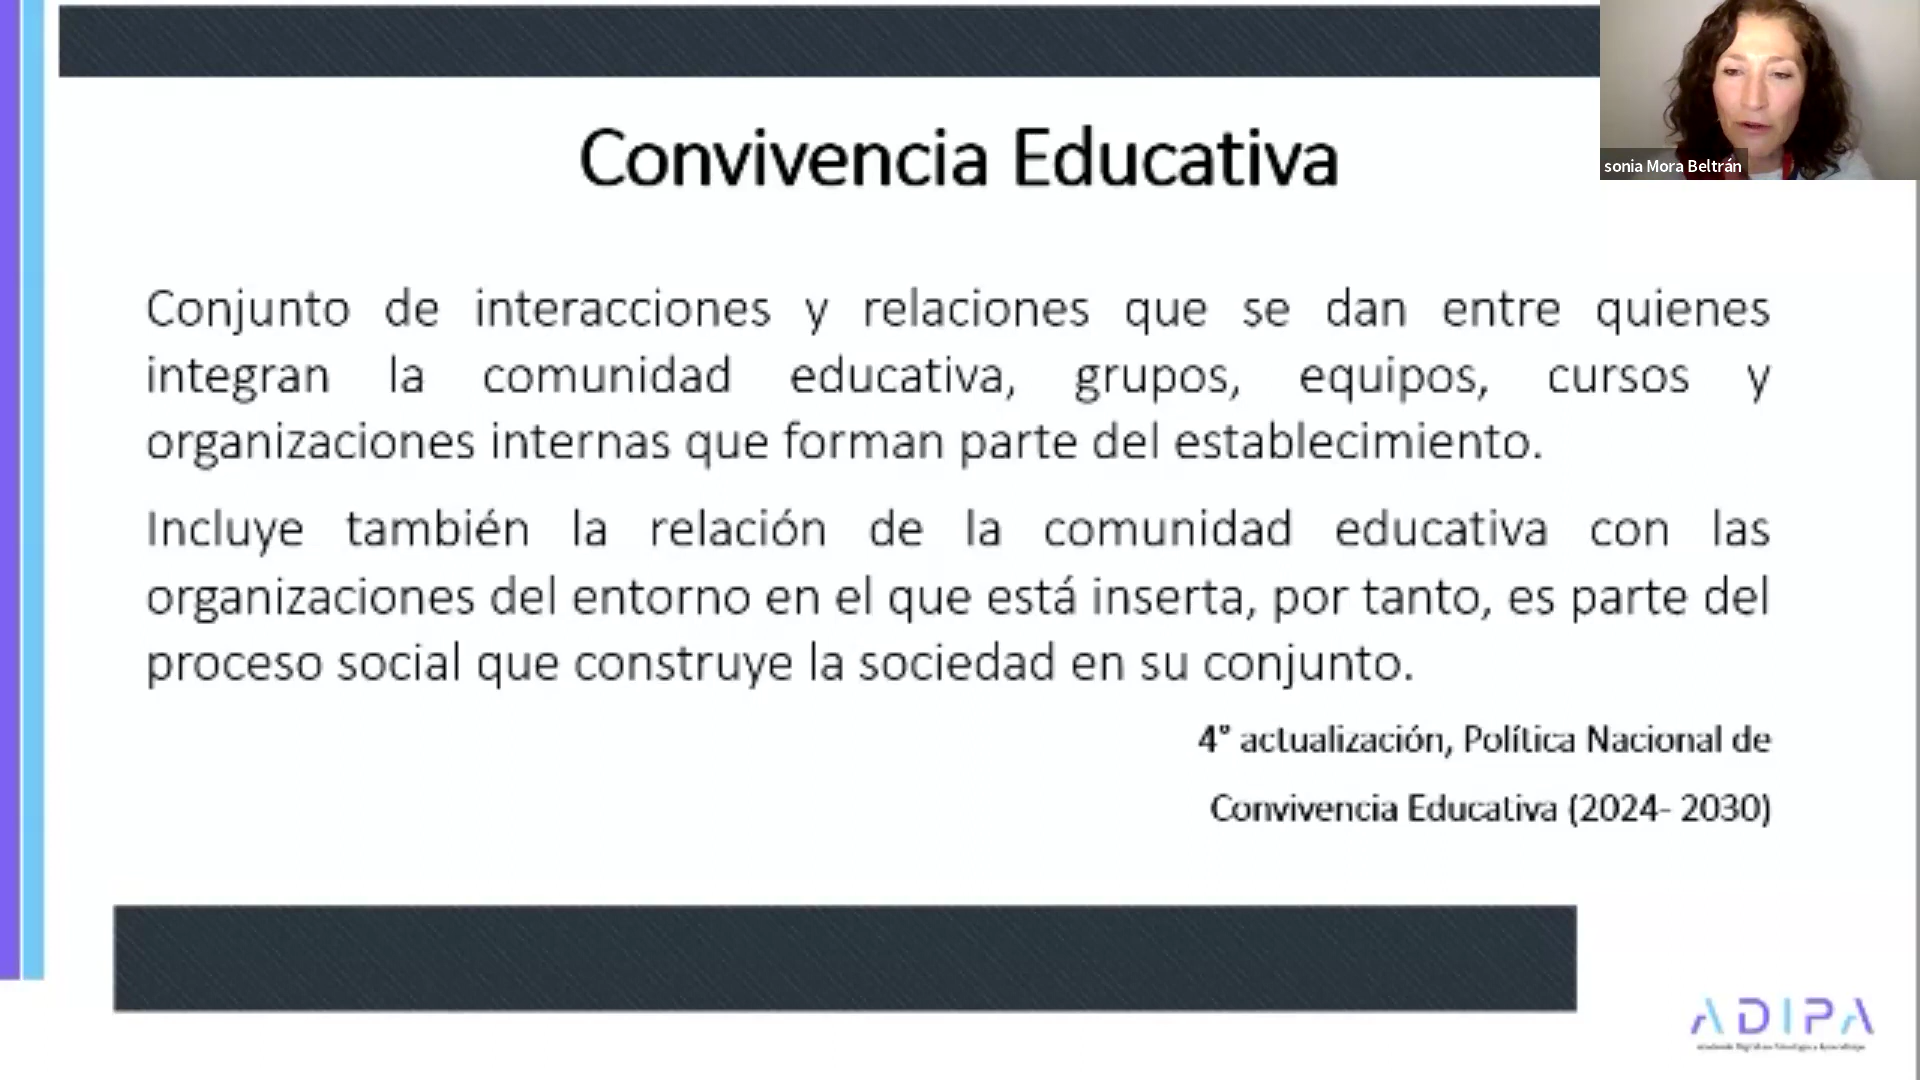 Convivencia Educativa
sonia Mora Beltrán
Conjunto de interacciones y relaciones que se dan entre quienes
integran la comunidad educativa, grupos, equipos, cursos y
organizaciones internas que forman parte del establecimiento.
Incluye también la relación de la comunidad educativa con las
organizaciones del entorno en el que está inserta, por tanto, es parte del
proceso social que construye la sociedad en su conjunto.
4° actualización, Política Nacional de
Convivencia Educativa (2024- 2030)
ADIPA